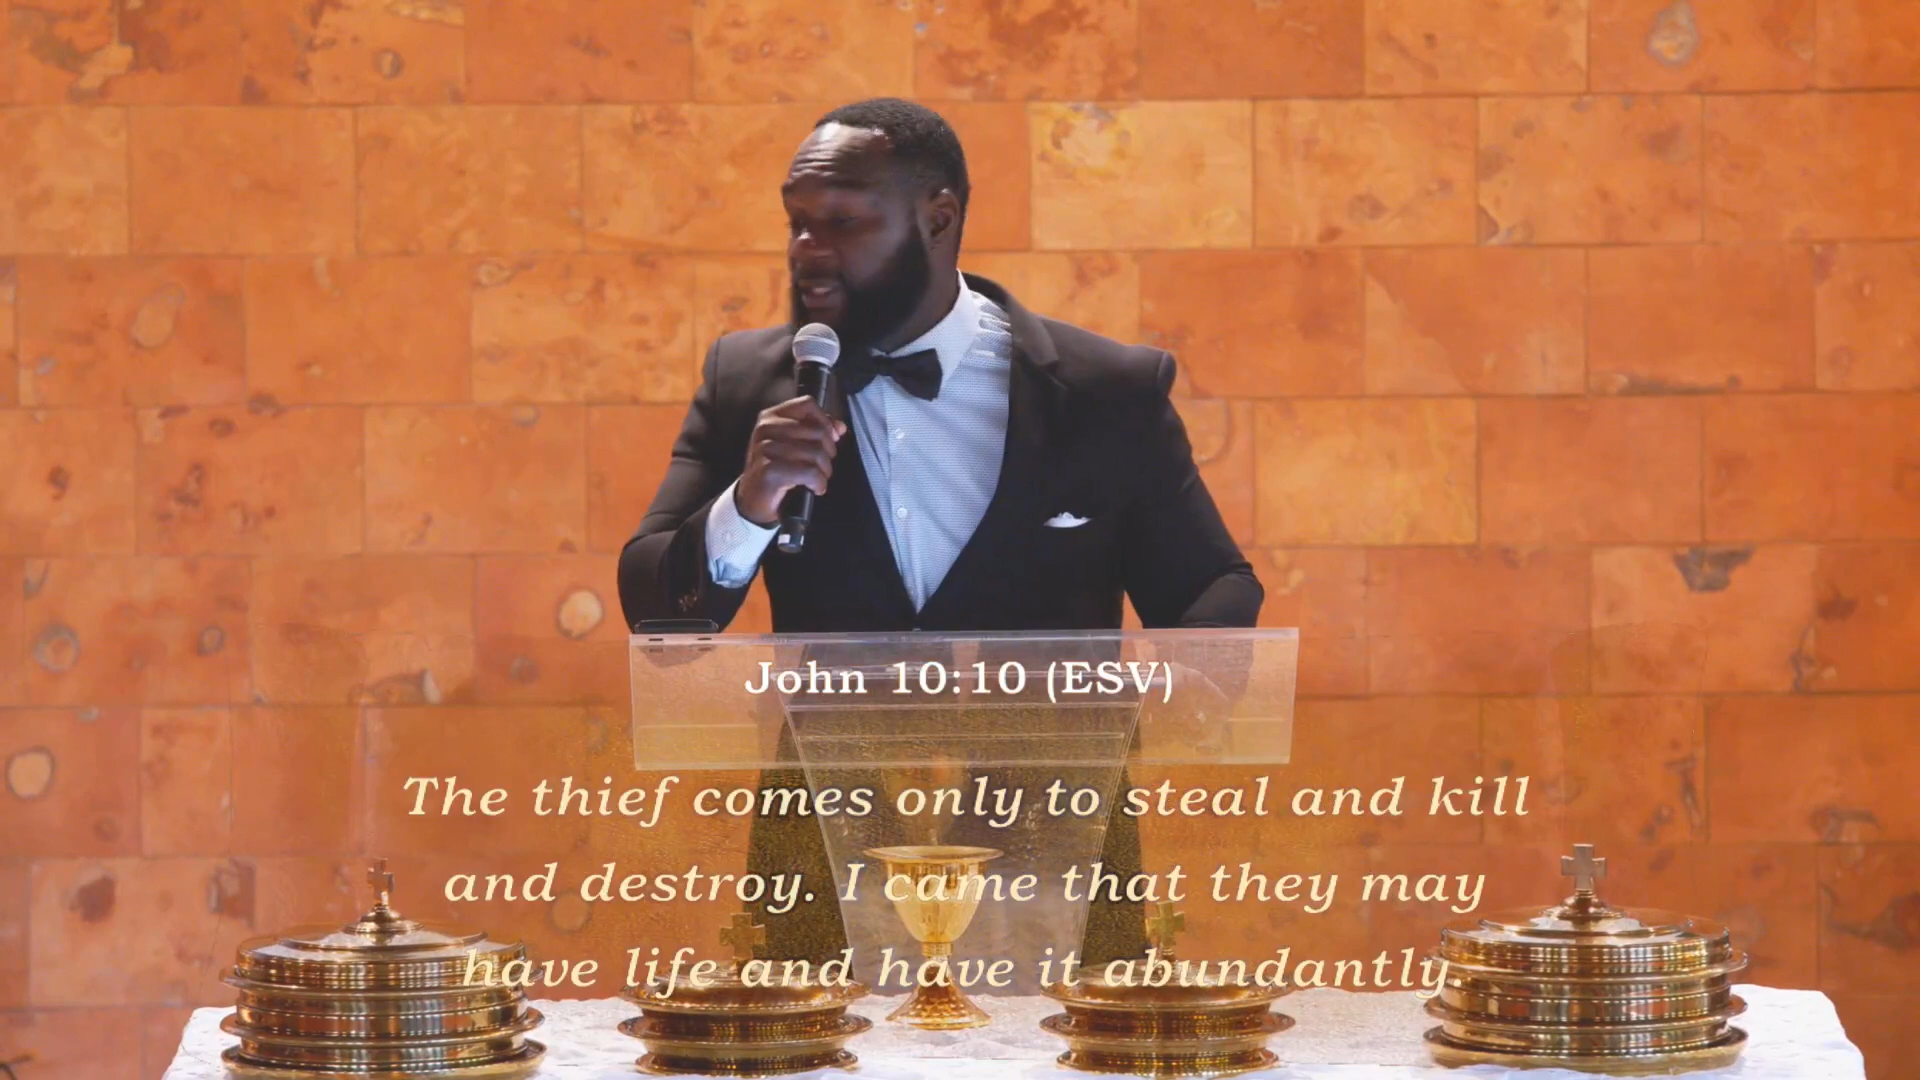 John 10:10 (ESV)
The thief comes only to steal and kill
and destroy. I came that they may
have life and have it abundantly.